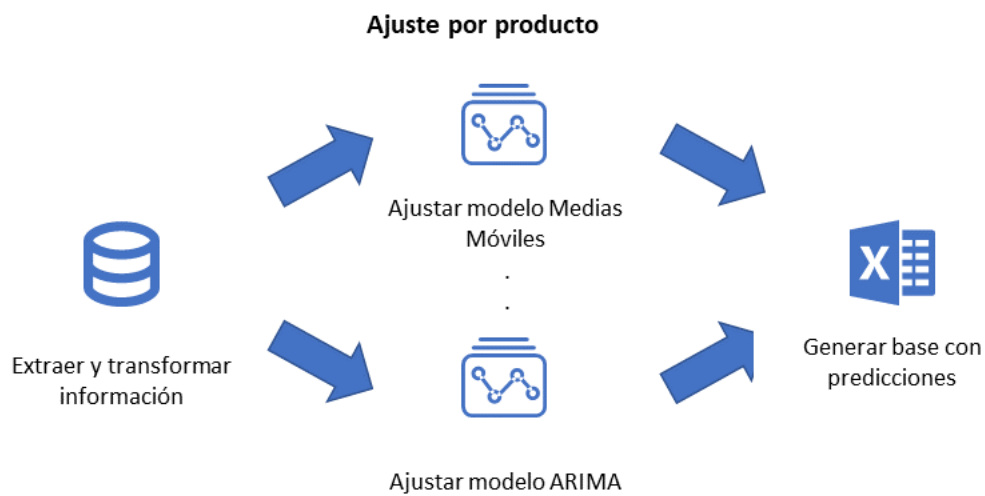 Ajuste por producto
Ajustar modelo Medias
Móviles
.
.
Extraer y transformar
información
X
Generar base con
predicciones
Ajustar modelo ARIMA